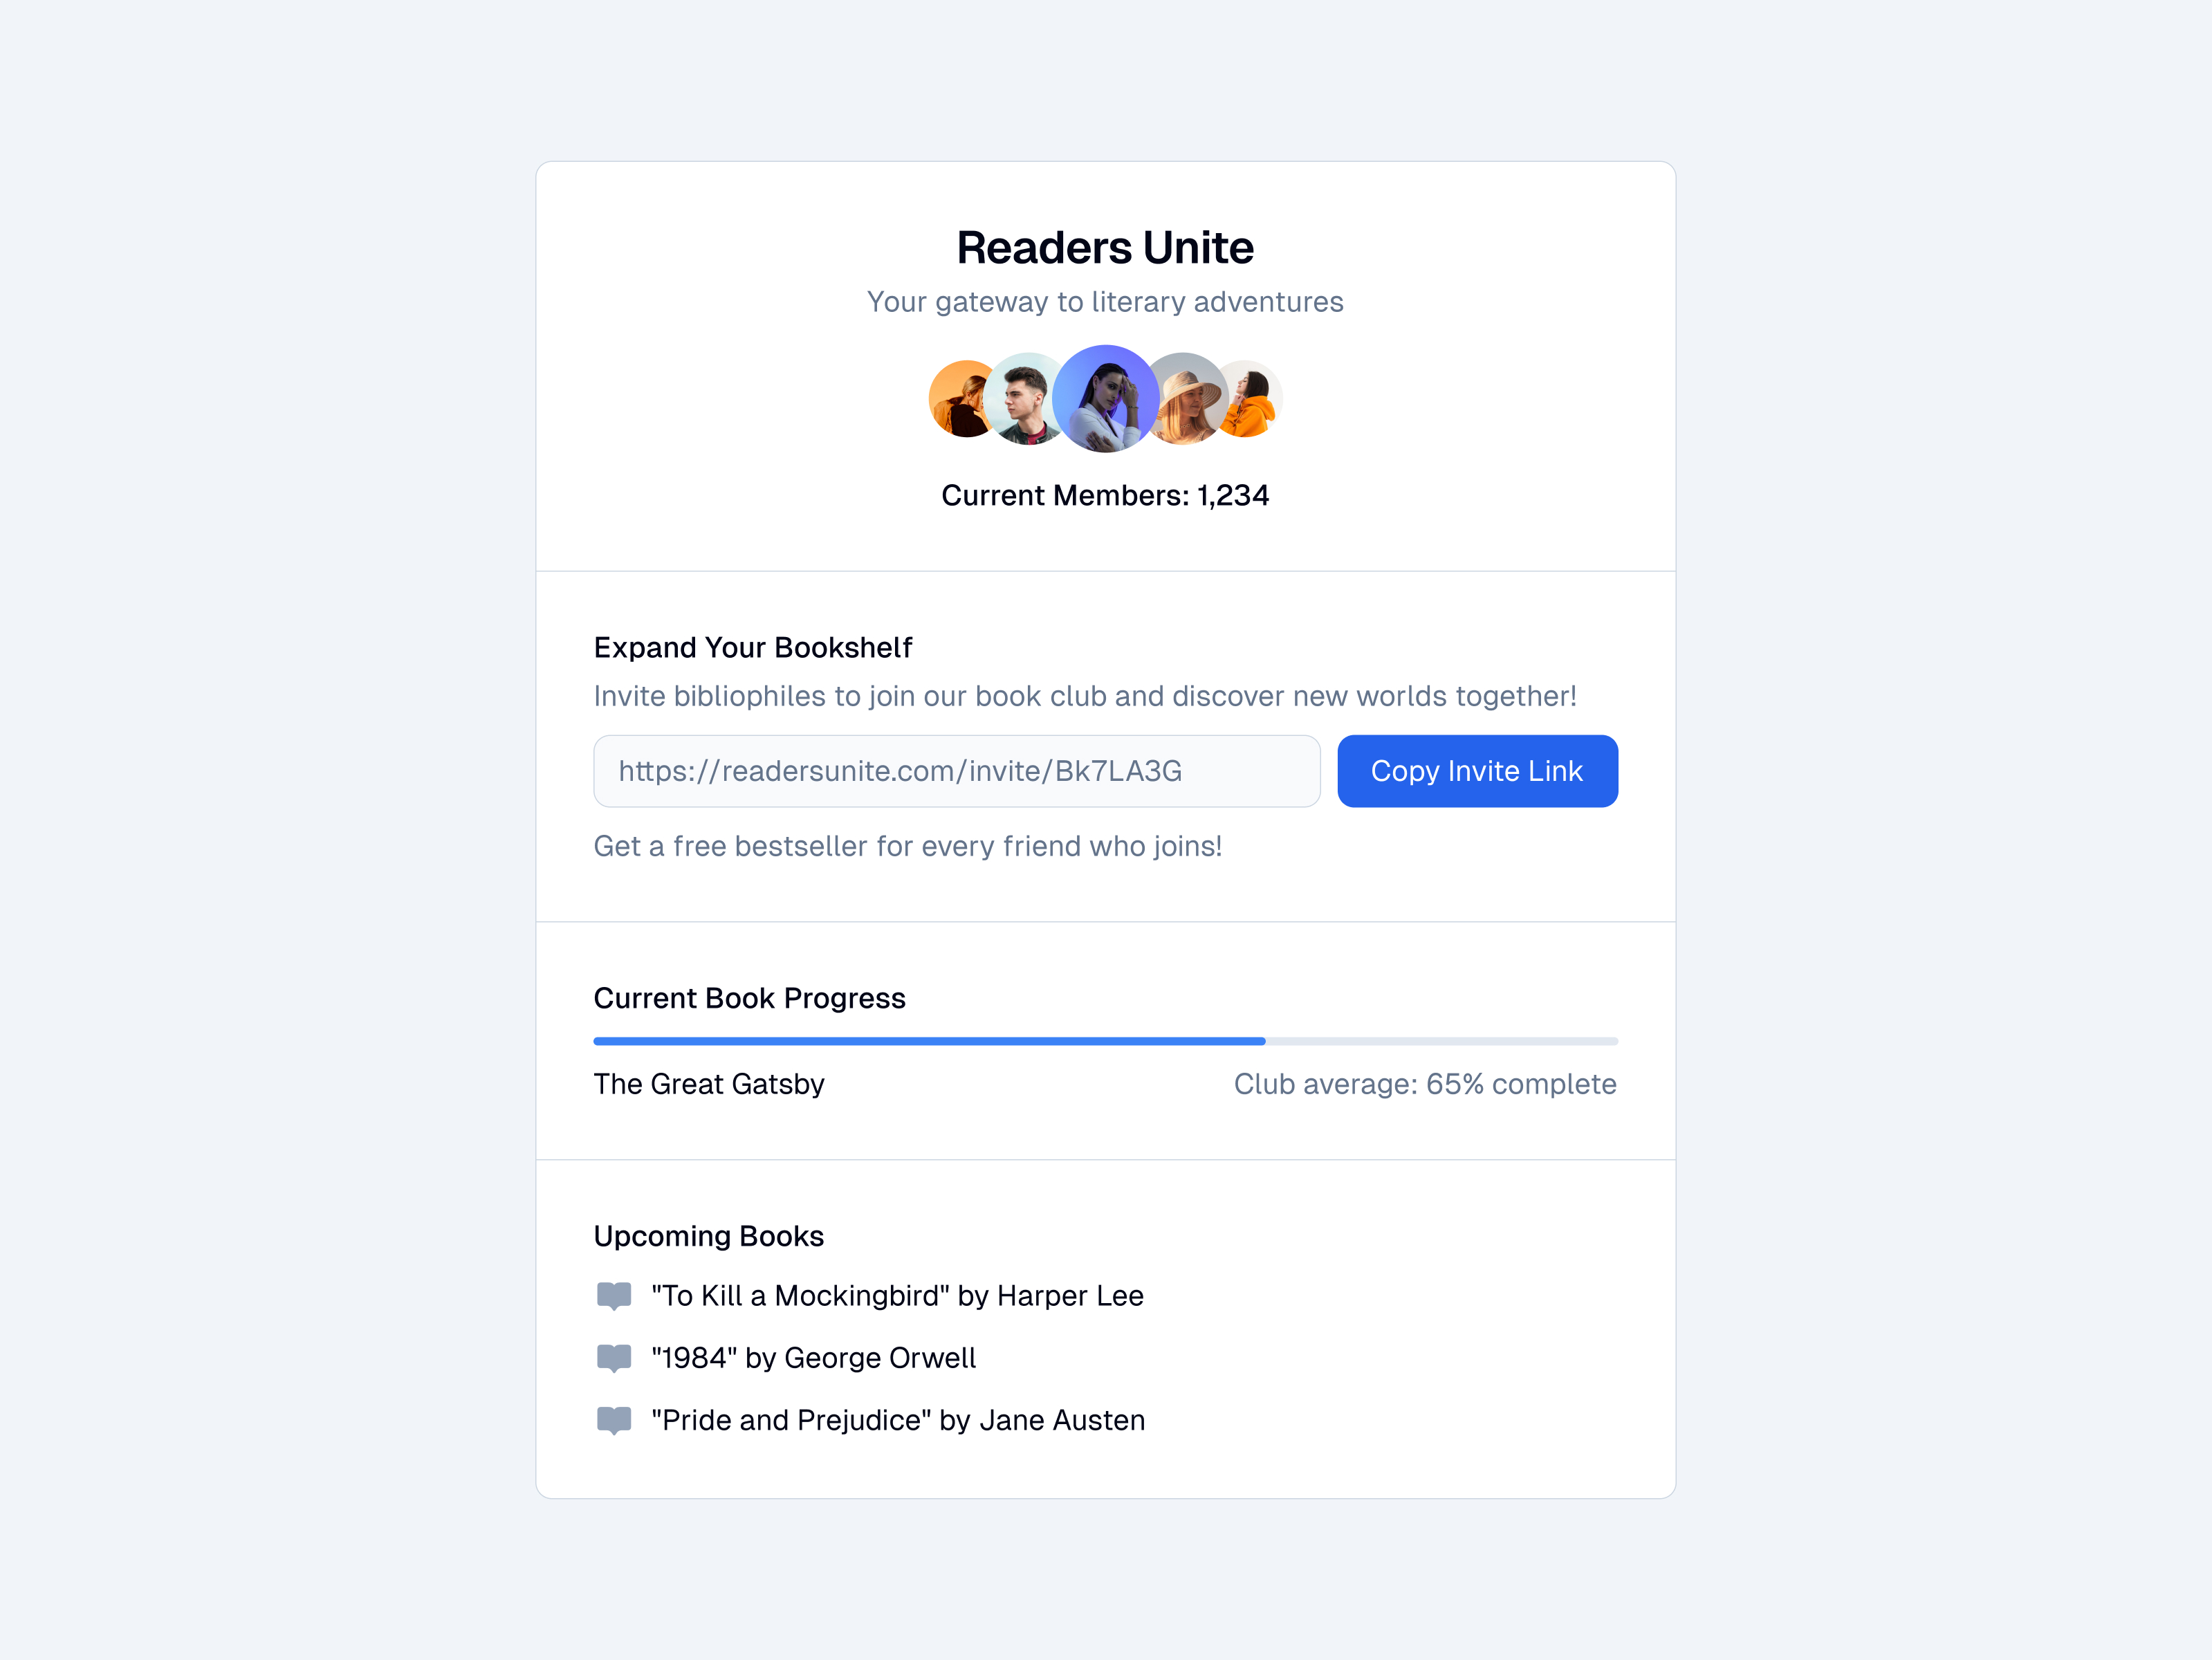 Readers Unite
Your gateway to literary adventures
Current Members: 1,234
Expand Your Bookshelf
Invite bibliophiles to join our book club and discover new worlds together!
https://readersunite.com/invite/Bk7LA3G
Copy Invite Link
Get a free bestseller for every friend who joins!
Current Book Progress
The Great Gatsby
Club average: 65% complete
Upcoming Books
"To Kill a Mockingbird" by Harper Lee
"1984" by George Orwell
"Pride and Prejudice" by Jane Austen